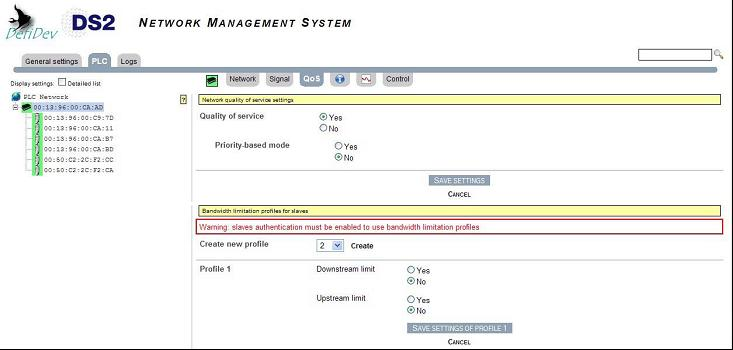 DefiDev DS2 NETWORK MANAGEMENT SYSTEM
General settings PLC Logs
Display settings: Detailed list
Network Signal QoS Control
PLC Network
00:13:96:00:CA:AD
00:13:96:00:C9:7D
00:13:96:00:CA:11
00:13:96:00:CA:B7
00:13:96:00:CA:BD
00:50:C2:2C:F2:CC
00:50:C2:2C:F2:CA
?
Network quality of service settings
Quality of service Yes
No
Priority-based mode Yes
No
SAVE SETTINGS
CANCEL
Bandwidth limitation profiles for slaves
Warning: slaves authentication must be enabled to use bandwidth limitation profiles
Create new profile 2 Create
Profile 1 Downstream limit Yes
No
Upstream limit Yes
No
SAVE SETTINGS OF PROFILE 1
CANCEL